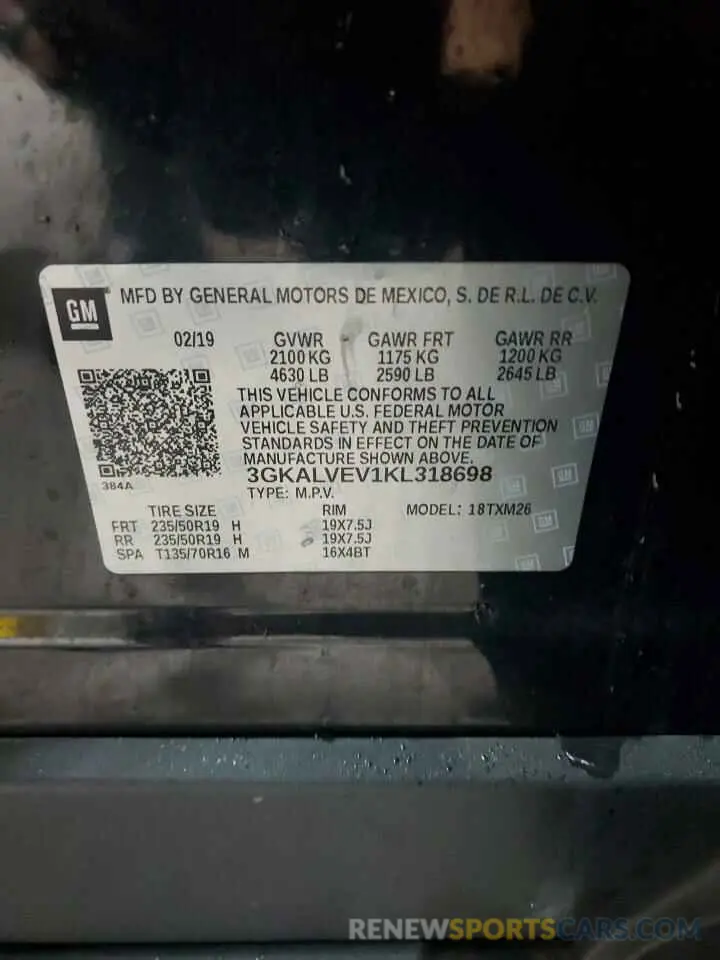 GM MFD BY GENERAL MOTORS DE MEXICO, S. DE R.L. DE C.V.
02/19 GVWR GAWR FRT GAWR RR
2100 KG 1175 KG 1200 KG
4630 LB 2590 LB 2645 LB
THIS VEHICLE CONFORMS TO ALL
APPLICABLE U.S. FEDERAL MOTOR
VEHICLE SAFETY AND THEFT PREVENTION
STANDARDS IN EFFECT ON THE DATE OF
MANUFACTURE SHOWN ABOVE.
3GKALVEV1KL318698
384A TYPE: M.P.V.
TIRE SIZE RIM MODEL: 18TXM26
FRT 235/50R19 H 19X7.5J
RR 235/50R19 H 19X7.5J
SPA T135/70R16 M 16X4BT
RENEWSPORTSCARS.COM